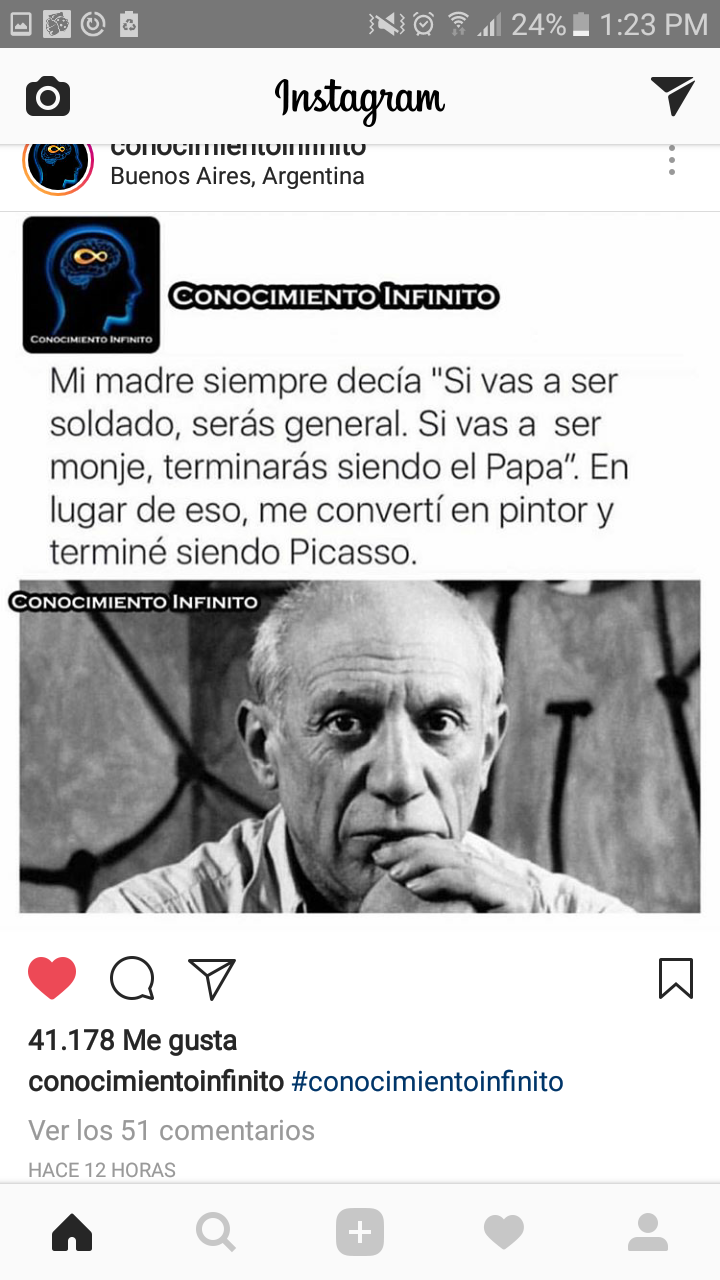 24% 1:23 PM
Instagram
conocimientoinfinito
Buenos Aires, Argentina
CONOCIMIENTO INFINITO
CONOCIMIENTO INFINITO
Mi madre siempre decía "Si vas a ser
soldado, serás general. Si vas a  ser
monje, terminarás siendo el Papa”. En
lugar de eso, me convertí en pintor y
terminé siendo Picasso.
CONOCIMIENTO INFINITO
41.178 Me gusta
conocimientoinfinito #conocimientoinfinito
Ver los 51 comentarios
HACE 12 HORAS